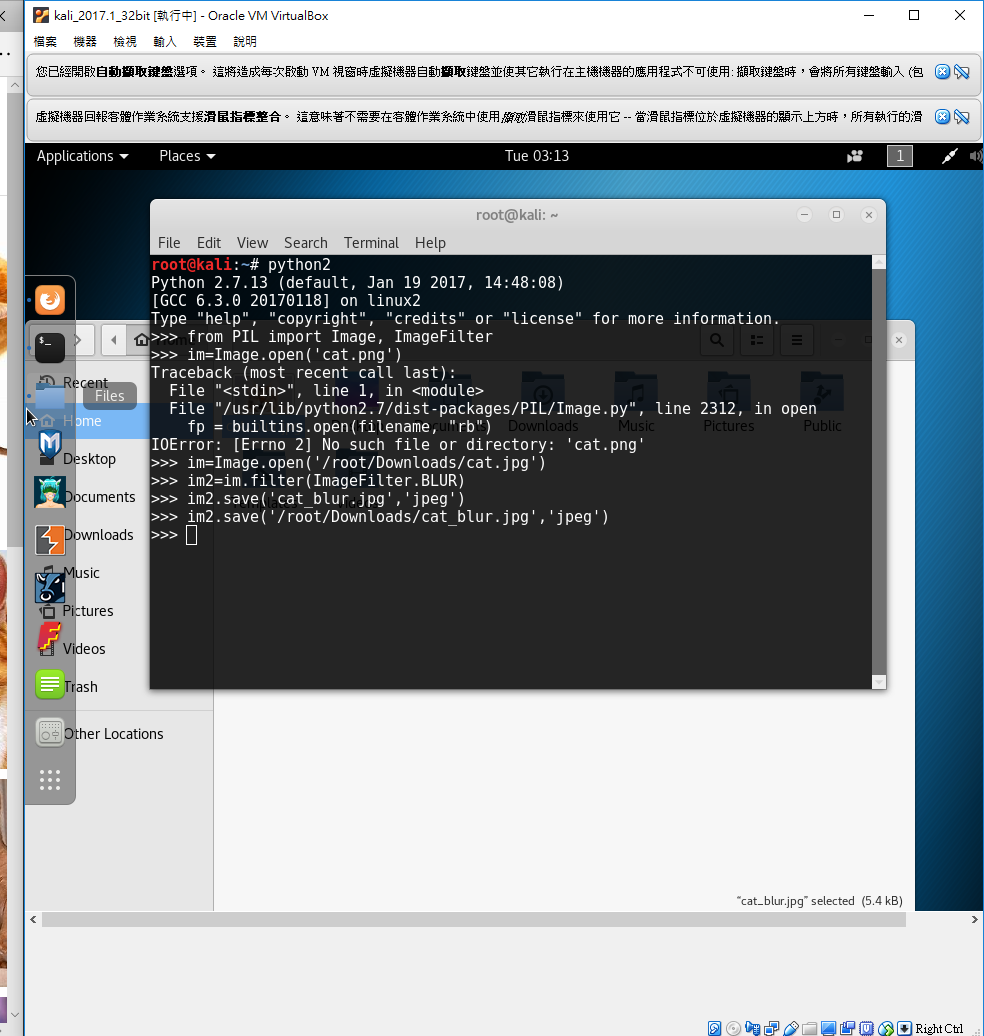 kali_2017.1_32bit [執行中] - Oracle VM VirtualBox
檔案 機器 檢視 輸入 裝置 說明
您已經開啟自動擷取鍵盤選項。 這將造成每次啟動 VM 視窗時虛擬機器自動擷取鍵盤並使其它執行在主機機器的應用程式不可使用: 擷取鍵盤時，會將所有鍵盤輸入 (包
虛擬機器回報客體作業系統支援滑鼠指標整合。 這意味著不需要在客體作業系統中使用擷取滑鼠指標來使用它 -- 當滑鼠指標位於虛擬機器的顯示上方時，所有執行的滑
Applications Places Tue 03:13 1
root@kali: ~
File Edit View Search Terminal Help
root@kali:~# python2
Python 2.7.13 (default, Jan 19 2017, 14:48:08)
[GCC 6.3.0 20170118] on linux2
Type "help", "copyright", "credits" or "license" for more information.
>>> from PIL import Image, ImageFilter
>>> im=Image.open('cat.png')
Traceback (most recent call last):
  File "<stdin>", line 1, in <module>
  File "/usr/lib/python2.7/dist-packages/PIL/Image.py", line 2312, in open
    fp = builtins.open(filename, "rb")
IOError: [Errno 2] No such file or directory: 'cat.png'
>>> im=Image.open('/root/Downloads/cat.jpg')
>>> im2=im.filter(ImageFilter.BLUR)
>>> im2.save('cat_blur.jpg','jpeg')
>>> im2.save('/root/Downloads/cat_blur.jpg','jpeg')
>>>
Downloads Music Pictures Public
Recent
Files
Home
Desktop
Documents
Downloads
Music
Pictures
Videos
Trash
Other Locations
“cat_blur.jpg” selected (5.4 kB)
Right Ctrl